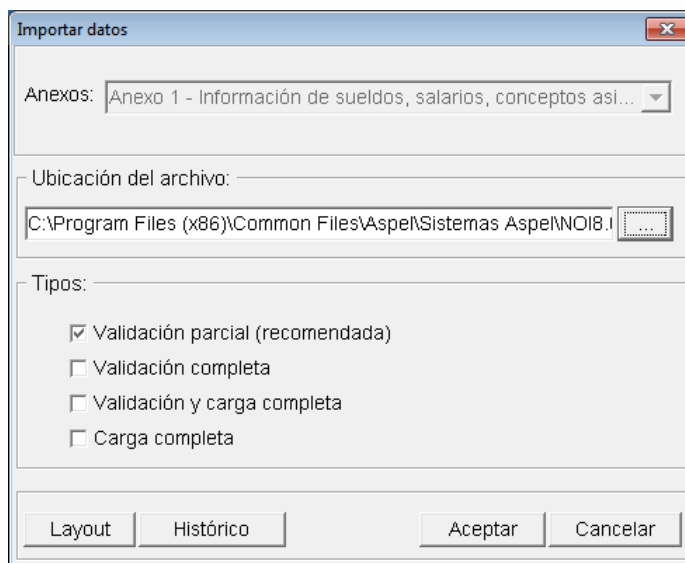 Importar datos
Anexos: Anexo 1 - Información de sueldos, salarios, conceptos asi...
Ubicación del archivo:
C:\Program Files (x86)\Common Files\Aspel\Sistemas Aspel\NOI8. ...
Tipos:
Validación parcial (recomendada)
Validación completa
Validación y carga completa
Carga completa
Layout Histórico Aceptar Cancelar